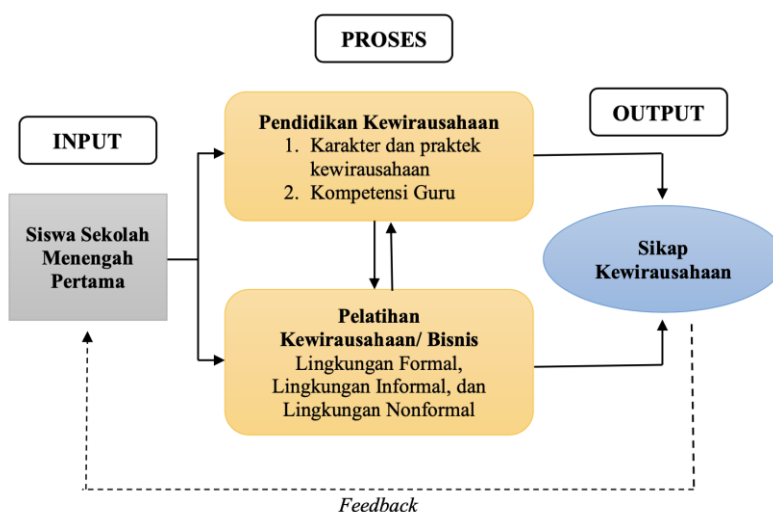 PROSES
INPUT
OUTPUT
Pendidikan Kewirausahaan
1. Karakter dan praktek
kewirausahaan
2. Kompetensi Guru
Siswa Sekolah
Menengah
Pertama
Sikap
Kewirausahaan
Pelatihan
Kewirausahaan/ Bisnis
Lingkungan Formal,
Lingkungan Informal, dan
Lingkungan Nonformal
Feedback